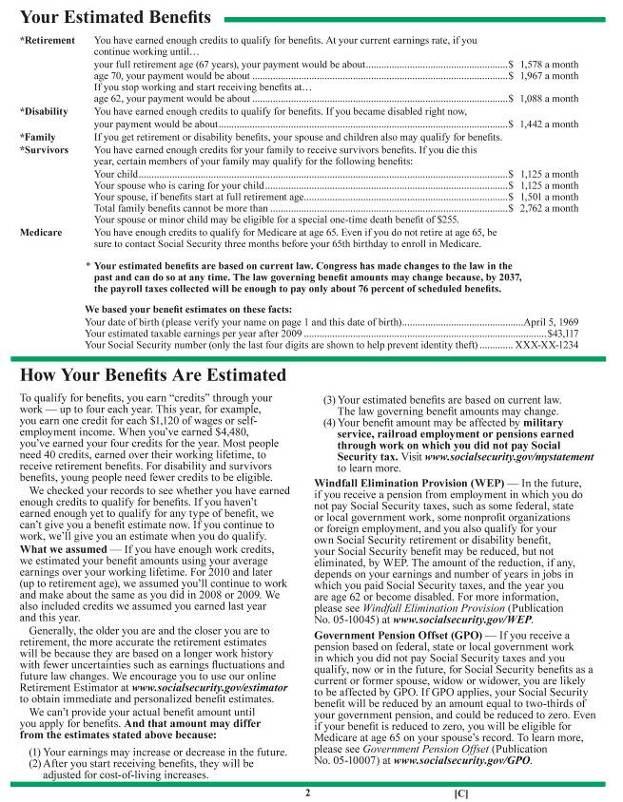 Your Estimated Benefits
*Retirement You have earned enough credits to qualify for benefits. At your current earnings rate, if you
continue working until…
your full retirement age (67 years), your payment would be about..................................................$ 1,578 a month
age 70, your payment would be about ..................................................$ 1,967 a month
If you stop working and start receiving benefits at…
age 62, your payment would be about ..................................................$ 1,088 a month
*Disability You have earned enough credits to qualify for benefits. If you became disabled right now,
your payment would be about..................................................$ 1,442 a month
*Family If you get retirement or disability benefits, your spouse and children also may qualify for benefits.
*Survivors You have earned enough credits for your family to receive survivors benefits. If you die this
year, certain members of your family may qualify for the following benefits:
Your child..................................................$ 1,125 a month
Your spouse who is caring for your child..................................................$ 1,125 a month
Your spouse, if benefits start at full retirement age..................................................$ 1,501 a month
Total family benefits cannot be more than ..................................................$ 2,762 a month
Your spouse or minor child may be eligible for a special one-time death benefit of $255.
Medicare You have enough credits to qualify for Medicare at age 65. Even if you do not retire at age 65, be
sure to contact Social Security three months before your 65th birthday to enroll in Medicare.
* Your estimated benefits are based on current law. Congress has made changes to the law in the
past and can do so at any time. The law governing benefit amounts may change because, by 2037,
the payroll taxes collected will be enough to pay only about 76 percent of scheduled benefits.
We based your benefit estimates on these facts:
Your date of birth (please verify your name on page 1 and this date of birth)........................................April 5, 1969
Your estimated taxable earnings per year after 2009..................................................$43,117
Your Social Security number (only the last four digits are shown to help prevent identity theft) ............ XXX-XX-1234
How Your Benefits Are Estimated
To qualify for benefits, you earn “credits” through your
work — up to four each year. This year, for example,
you earn one credit for each $1,120 of wages or self-
employment income. When you’ve earned $4,480,
you’ve earned your four credits for the year. Most people
need 40 credits, earned over their working lifetime, to
receive retirement benefits. For disability and survivors
benefits, young people need fewer credits to be eligible.
We checked your records to see whether you have earned
enough credits to qualify for benefits. If you haven’t
earned enough yet to qualify for any type of benefit, we
can’t give you a benefit estimate now. If you continue to
work, we’ll give you an estimate when you do qualify.
What we assumed — If you have enough work credits,
we estimated your benefit amounts using your average
earnings over your working lifetime. For 2010 and later
(up to retirement age), we assumed you’ll continue to work
and make about the same as you did in 2008 or 2009. We
also included credits we assumed you earned last year
and this year.
Generally, the older you are and the closer you are to
retirement, the more accurate the retirement estimates
will be because they are based on a longer work history
with fewer uncertainties such as earnings fluctuations and
future law changes. We encourage you to use our online
Retirement Estimator at www.socialsecurity.gov/estimator
to obtain immediate and personalized benefit estimates.
We can’t provide your actual benefit amount until
you apply for benefits. And that amount may differ
from the estimates stated above because:
(1) Your earnings may increase or decrease in the future.
(2) After you start receiving benefits, they will be
adjusted for cost-of-living increases.
(3) Your estimated benefits are based on current law.
The law governing benefit amounts may change.
(4) Your benefit amount may be affected by military
service, railroad employment or pensions earned
through work on which you did not pay Social
Security tax. Visit www.socialsecurity.gov/mystatement
to learn more.
Windfall Elimination Provision (WEP) — In the future,
if you receive a pension from employment in which you do
not pay Social Security taxes, such as some federal, state
or local government work, some nonprofit organizations
or foreign employment, and you also qualify for your
own Social Security retirement or disability benefit,
your Social Security benefit may be reduced, but not
eliminated, by WEP. The amount of the reduction, if any,
depends on your earnings and number of years in jobs in
which you paid Social Security taxes, and the year you
are age 62 or become disabled. For more information,
please see Windfall Elimination Provision (Publication
No. 05-10045) at www.socialsecurity.gov/WEP.
Government Pension Offset (GPO) — If you receive a
pension based on federal, state or local government work
in which you did not pay Social Security taxes and you
qualify, now or in the future, for Social Security benefits as a
current or former spouse, widow or widower, you are likely
to be affected by GPO. If GPO applies, your Social Security
benefit will be reduced by an amount equal to two-thirds of
your government pension, and could be reduced to zero. Even
if your benefit is reduced to zero, you will be eligible for
Medicare at age 65 on your spouse’s record. To learn more,
please see Government Pension Offset (Publication
No. 05-10007) at www.socialsecurity.gov/GPO.
2 [C]